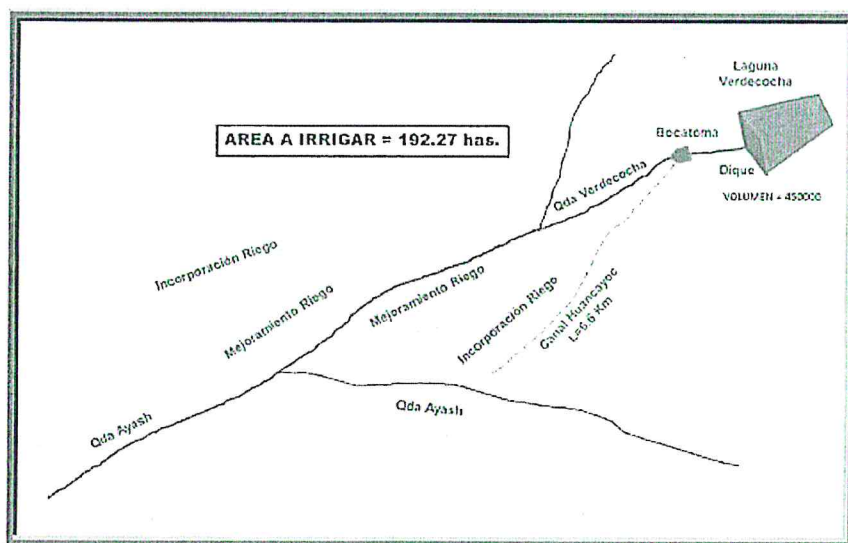 Laguna
Verdecocha
AREA A IRRIGAR = 192.27 has.
Bocatoma
Dique
Qda Verdecocha
VOLUMEN = 450000
Incorporación Riego
Mejoramiento Riego
Mejoramiento Riego
Incorporación Riego
Canal Huancayoc
L=6.6 Km
Qda Ayash
Qda Ayash